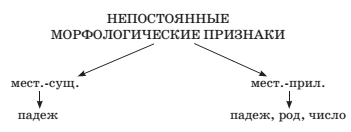 НЕПОСТОЯННЫЕ
МОРФОЛОГИЧЕСКИЕ ПРИЗНАКИ
мест.-сущ. мест.-прил.
падеж падеж, род, число